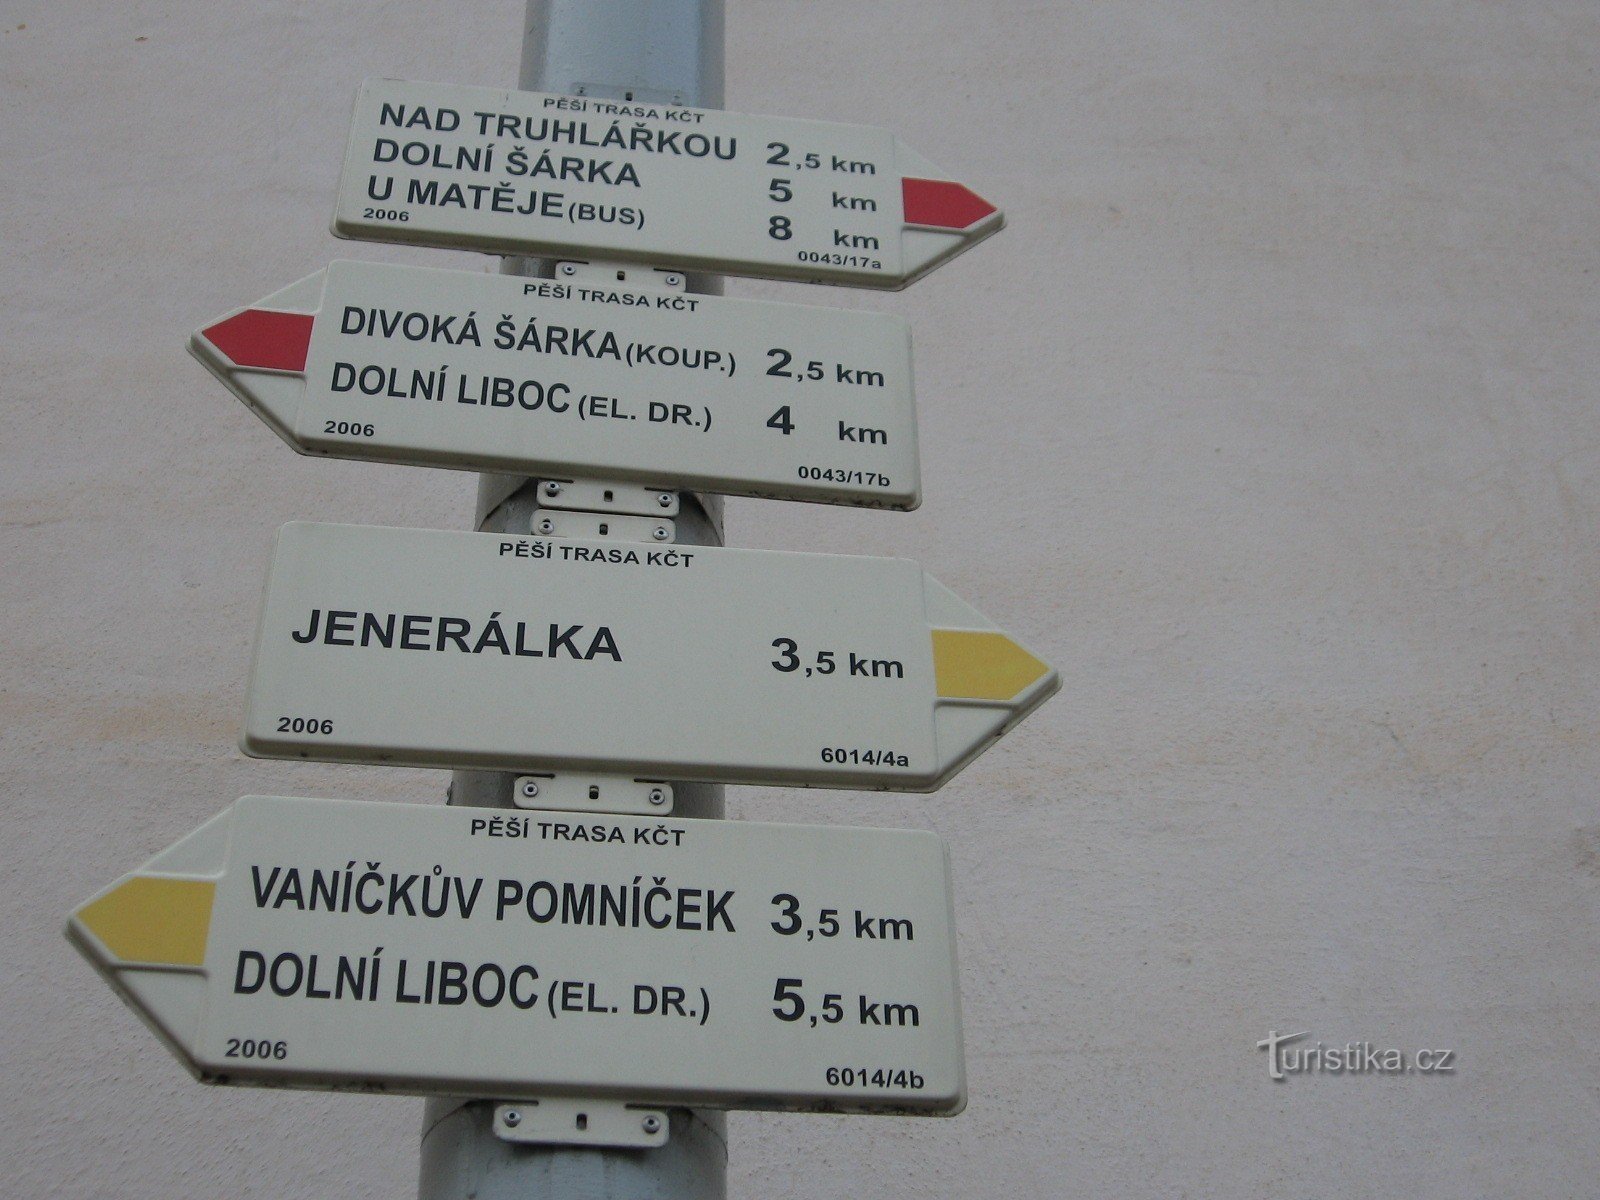 PĚŠÍ TRASA KČT
NAD TRUHLÁŘKOU 2,5 km
DOLNÍ ŠÁRKA 5 km
U MATĚJE (BUS) 8 km
2006 0043/17a
PĚŠÍ TRASA KČT
DIVOKÁ ŠÁRKA (KOUP.) 2,5 km
DOLNÍ LIBOC (EL. DR.) 4 km
2006 0043/17b
PĚŠÍ TRASA KČT
JENERÁLKA 3,5 km
2006 6014/4a
PĚŠÍ TRASA KČT
VANÍČKŮV POMNÍČEK 3,5 km
DOLNÍ LIBOC (EL. DR.) 5,5 km
2006 6014/4b
Turistika.cz